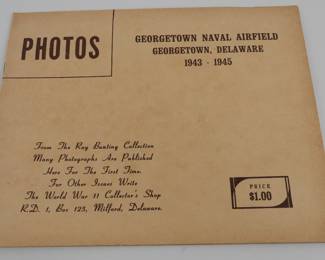 PHOTOS
GEORGETOWN NAVAL AIRFIELD
GEORGETOWN, DELAWARE
1943 - 1945
From The Ray Bunting Collection
Many Photographs Are Published
Here For The First Time.
For Other Issues Write
The World War 11 Collector's Shop
R.D. 1, Box 125, Milford, Delaware.
PRICE
$1.00